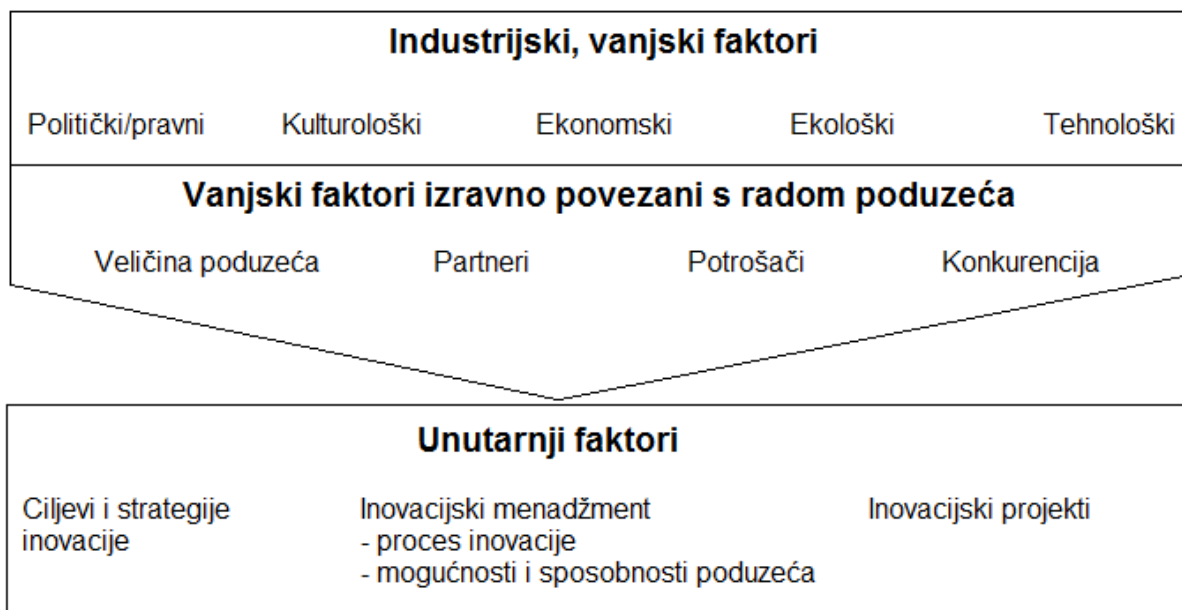 Industrijski, vanjski faktori
Politički/pravni Kulturološki Ekonomski Ekološki Tehnološki
Vanjski faktori izravno povezani s radom poduzeća
Veličina poduzeća Partneri Potrošači Konkurencija
Unutarnji faktori
Ciljevi i strategije Inovacijski menadžment Inovacijski projekti
inovacije - proces inovacije
- mogućnosti i sposobnosti poduzeća